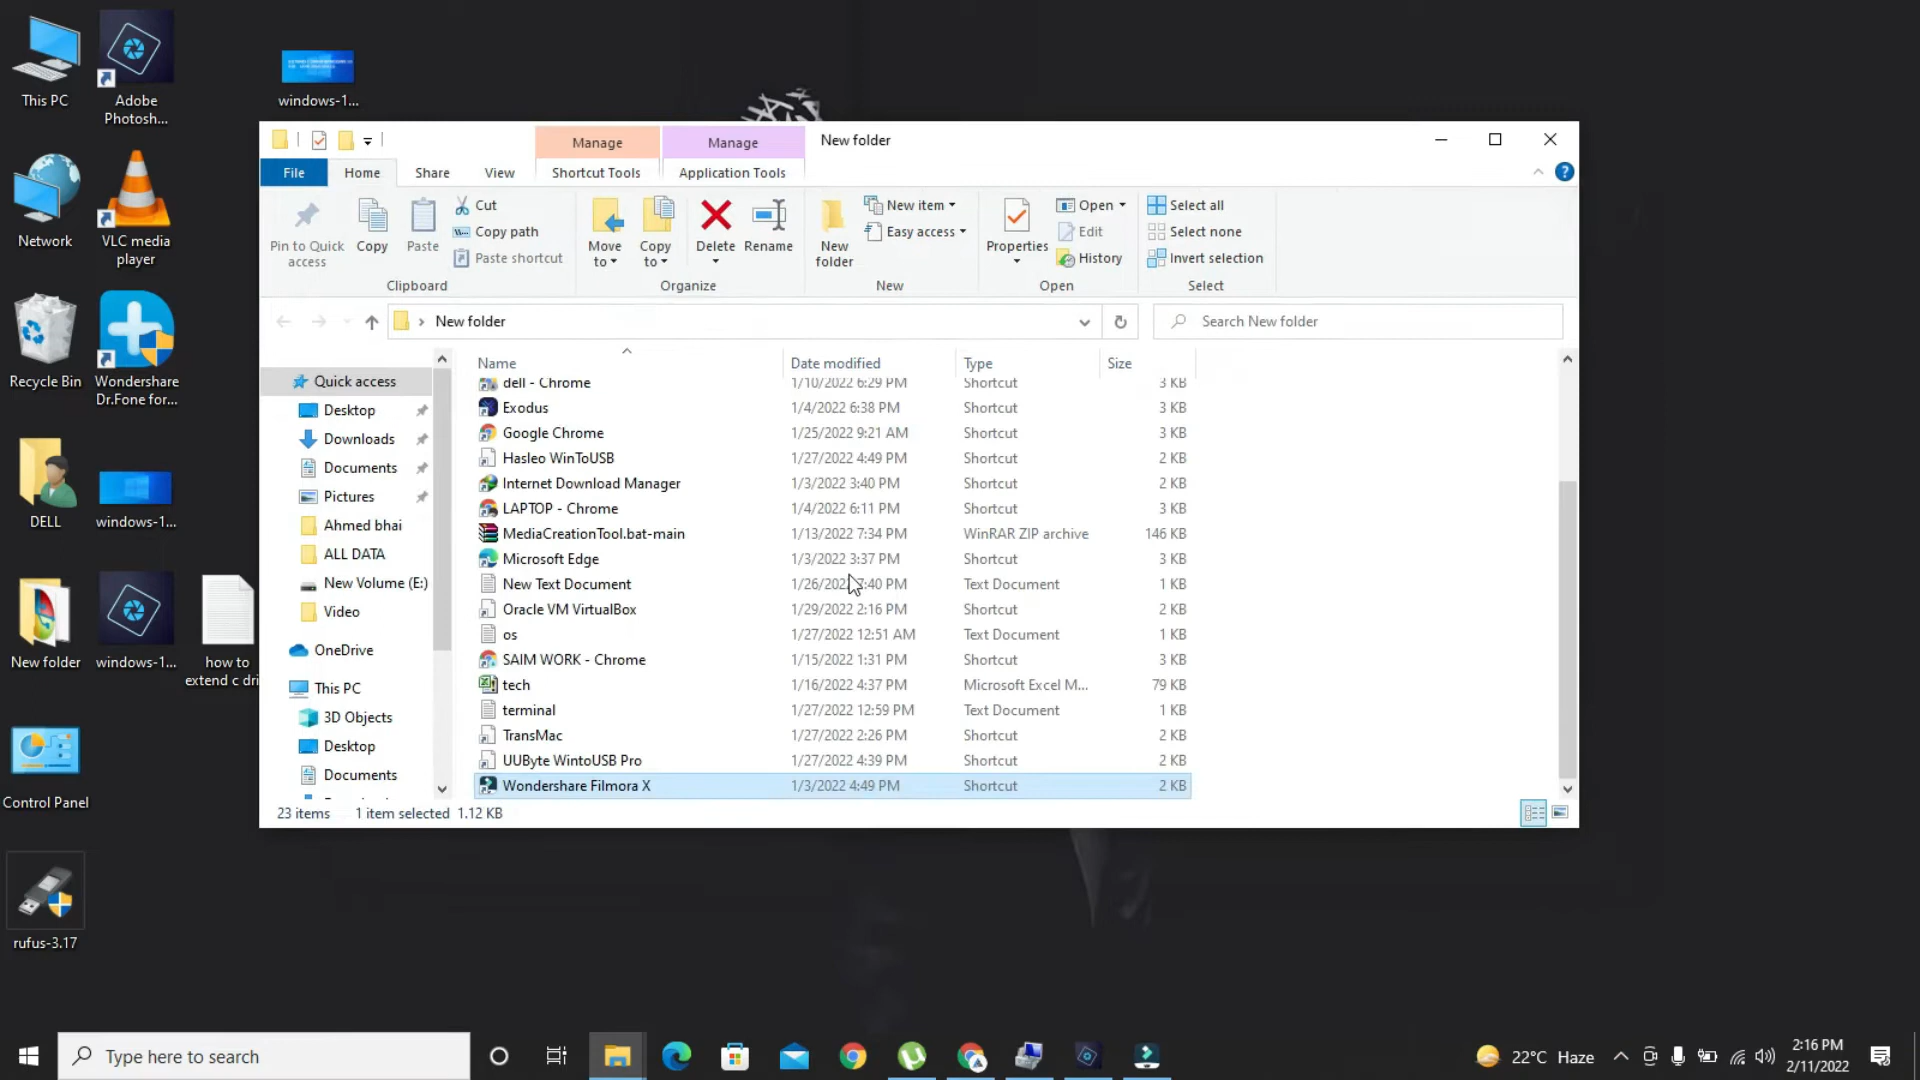 This PC
Adobe
Photosh...
windows-1...
Network
VLC media
player
Recycle Bin
Wondershare
Dr.Fone for...
DELL
windows-1...
New folder
windows-1...
how to
extend c dri
Control Panel
rufus-3.17
Manage
Manage
New folder
File
Home
Share
View
Shortcut Tools
Application Tools
Pin to Quick
access
Copy
Paste
Cut
Copy path
Paste shortcut
Clipboard
Move
to
Copy
to
Delete
Rename
Organize
New
folder
New item
Easy access
New
Properties
Open
Edit
History
Open
Select all
Select none
Invert selection
Select
New folder
Search New folder
Quick access
Desktop
Downloads
Documents
Pictures
Ahmed bhai
ALL DATA
New Volume (E:)
Video
OneDrive
This PC
3D Objects
Desktop
Documents
Name Date modified Type Size
dell - Chrome 1/10/2022 6:29 PM Shortcut 3 KB
Exodus 1/4/2022 6:38 PM Shortcut 3 KB
Google Chrome 1/25/2022 9:21 AM Shortcut 3 KB
Hasleo WinToUSB 1/27/2022 4:49 PM Shortcut 2 KB
Internet Download Manager 1/3/2022 3:40 PM Shortcut 2 KB
LAPTOP - Chrome 1/4/2022 6:11 PM Shortcut 3 KB
MediaCreationTool.bat-main 1/13/2022 7:34 PM WinRAR ZIP archive 146 KB
Microsoft Edge 1/3/2022 3:37 PM Shortcut 3 KB
New Text Document PM Text Document 1 KB
Oracle VM VirtualBox 1/29/2022 2:16 PM Shortcut 2 KB
os 1/27/2022 12:51 AM Text Document 1 KB
SAIM WORK - Chrome 1/15/2022 1:31 PM Shortcut 3 KB
tech 1/16/2022 4:37 PM Microsoft Excel M... 79 KB
terminal 1/27/2022 12:59 PM Text Document 1 KB
TransMac 1/27/2022 2:26 PM Shortcut 2 KB
UUByte WintoUSB Pro 1/27/2022 4:39 PM Shortcut 2 KB
Wondershare Filmora X 1/3/2022 4:49 PM Shortcut 2 KB
23 items 1 item selected 1.12 KB
Type here to search
22°C Haze
2:16 PM
2/11/2022